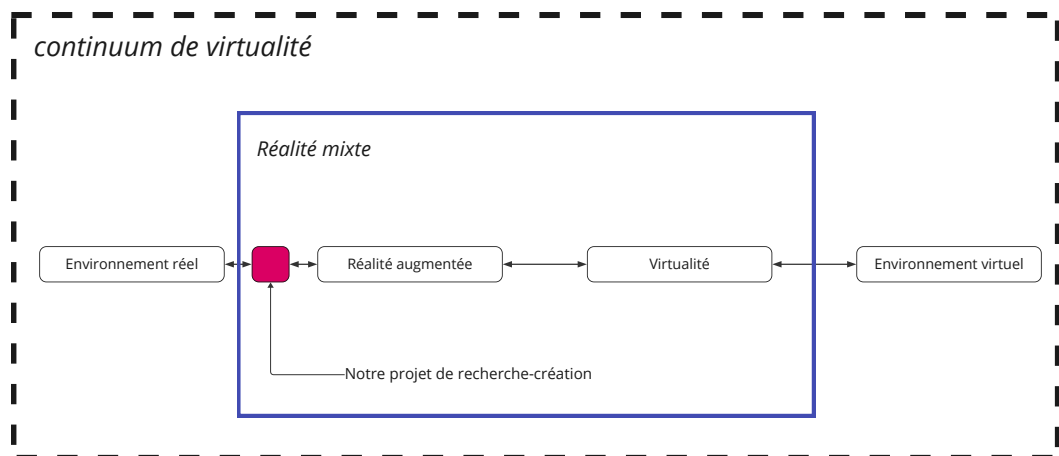 continuum de virtualité
Réalité mixte
Environnement réel
Réalité augmentée
Virtualité
Environnement virtuel
Notre projet de recherche-création